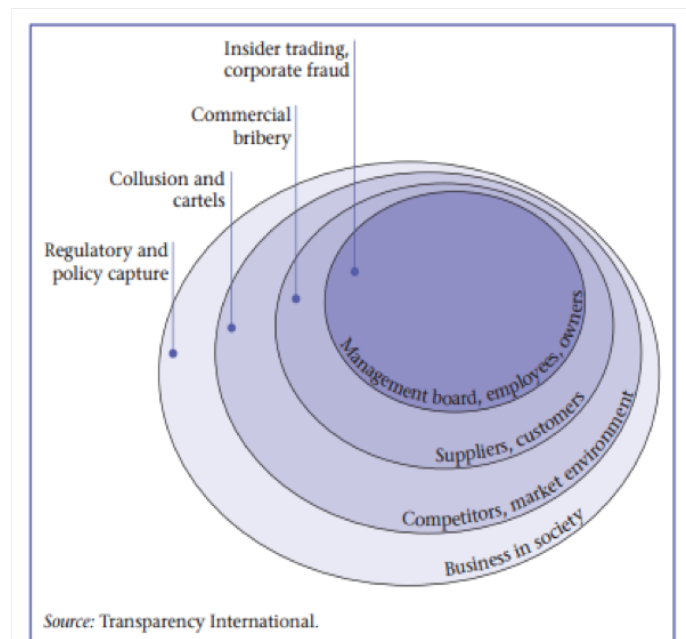 Insider trading,
corporate fraud
Commercial
bribery
Collusion and
cartels
Regulatory and
policy capture
Management board, employees, owners
Suppliers, customers
Competitors, market environment
Business in society
Source: Transparency International.